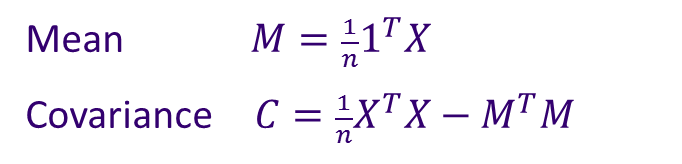 Mean M = 1/n 1^T X
Covariance C = 1/n X^T X − M^T M